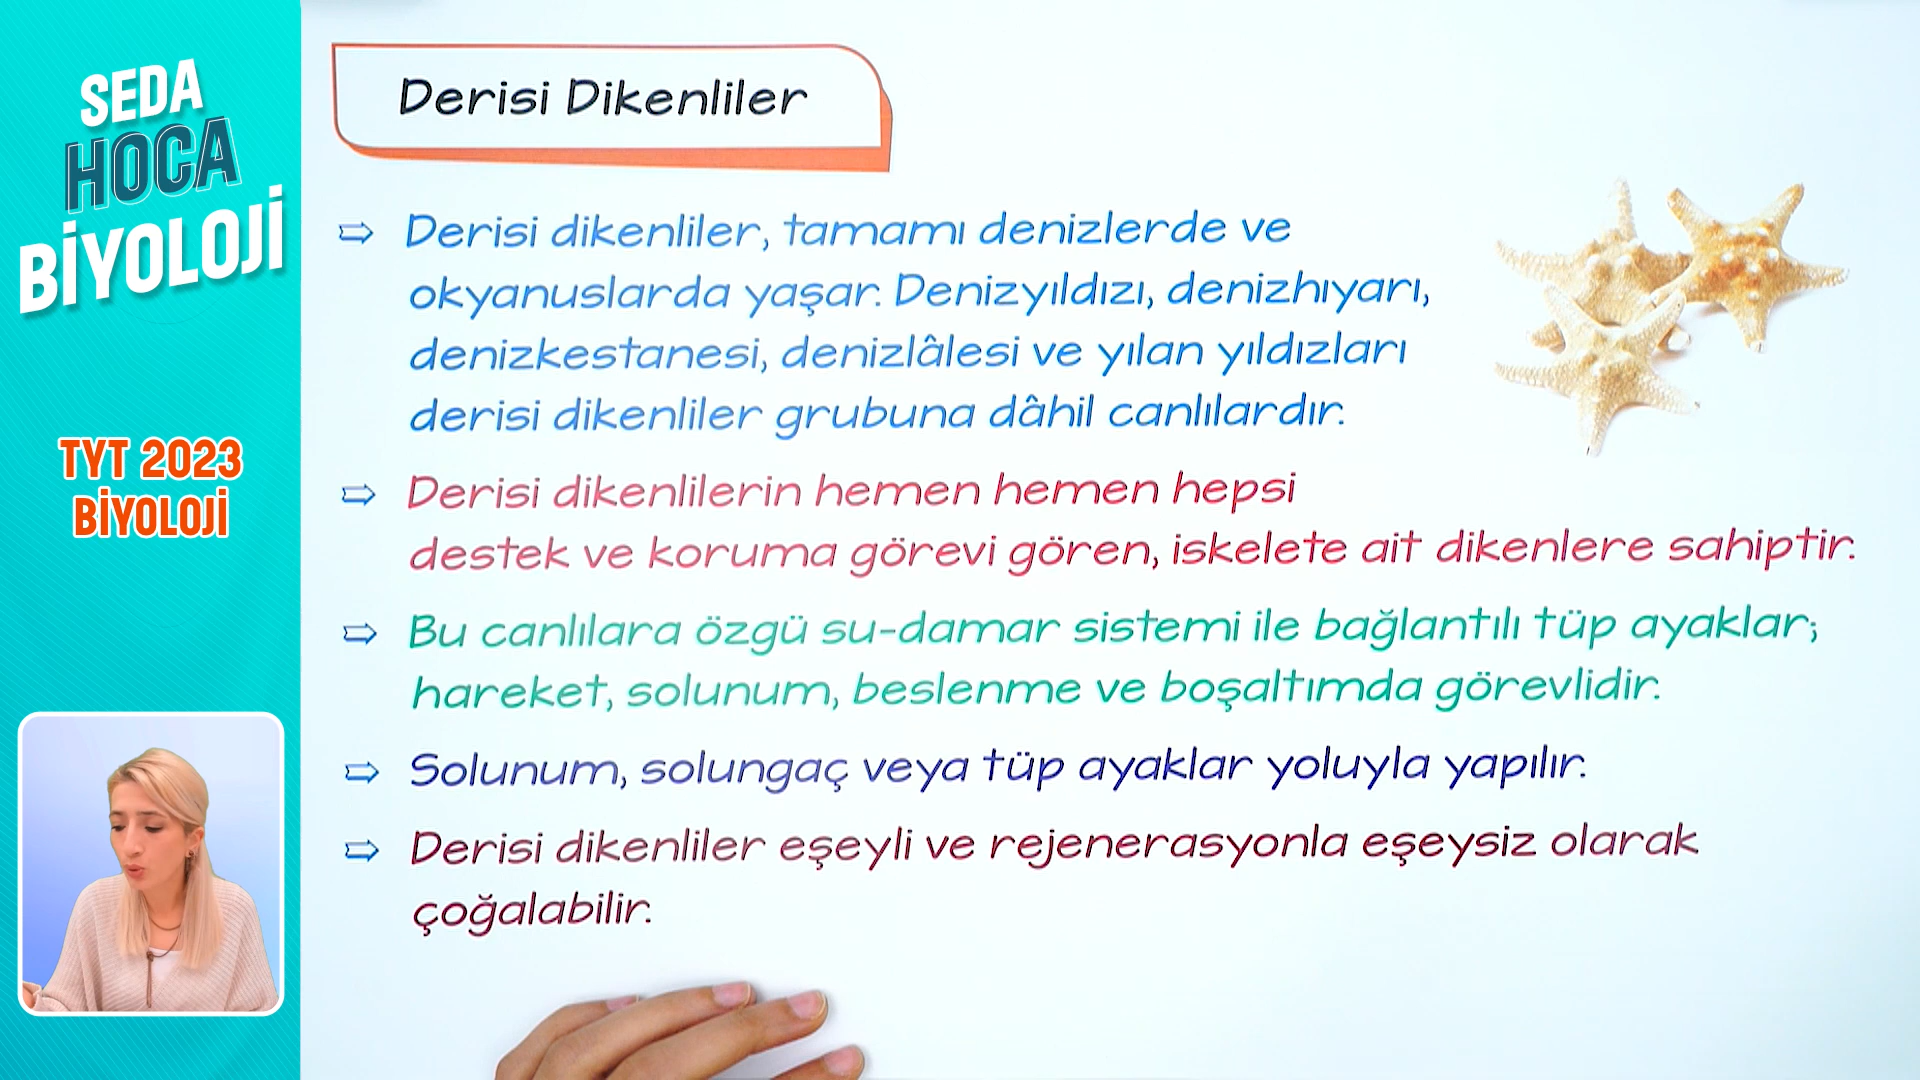 SEDA
HOCA
BİYOLOJİ
TYT 2023
BİYOLOJİ
Derisi Dikenliler
⇨ Derisi dikenliler, tamamı denizlerde ve
okyanuslarda yaşar. Denizyıldızı, denizhıyarı,
denizkestanesi, denizlâlesi ve yılan yıldızları
derisi dikenliler grubuna dâhil canlılardır.
⇨ Derisi dikenlilerin hemen hemen hepsi
destek ve koruma görevi gören, iskelete ait dikenlere sahiptir.
⇨ Bu canlılara özgü su-damar sistemi ile bağlantılı tüp ayaklar;
hareket, solunum, beslenme ve boşaltımda görevlidir.
⇨ Solunum, solungaç veya tüp ayaklar yoluyla yapılır.
⇨ Derisi dikenliler eşeyli ve rejenerasyonla eşeysiz olarak
çoğalabilir.